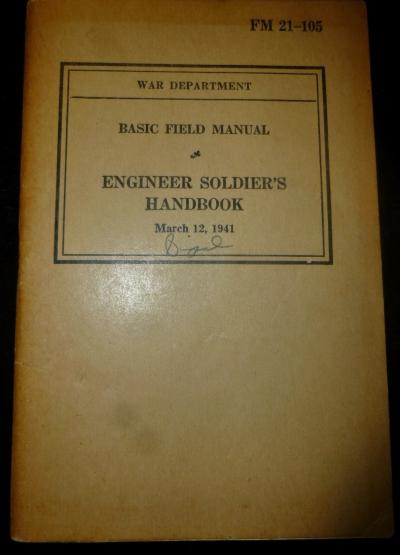 FM 21-105
WAR DEPARTMENT
BASIC FIELD MANUAL
ENGINEER SOLDIER'S
HANDBOOK
March 12, 1941